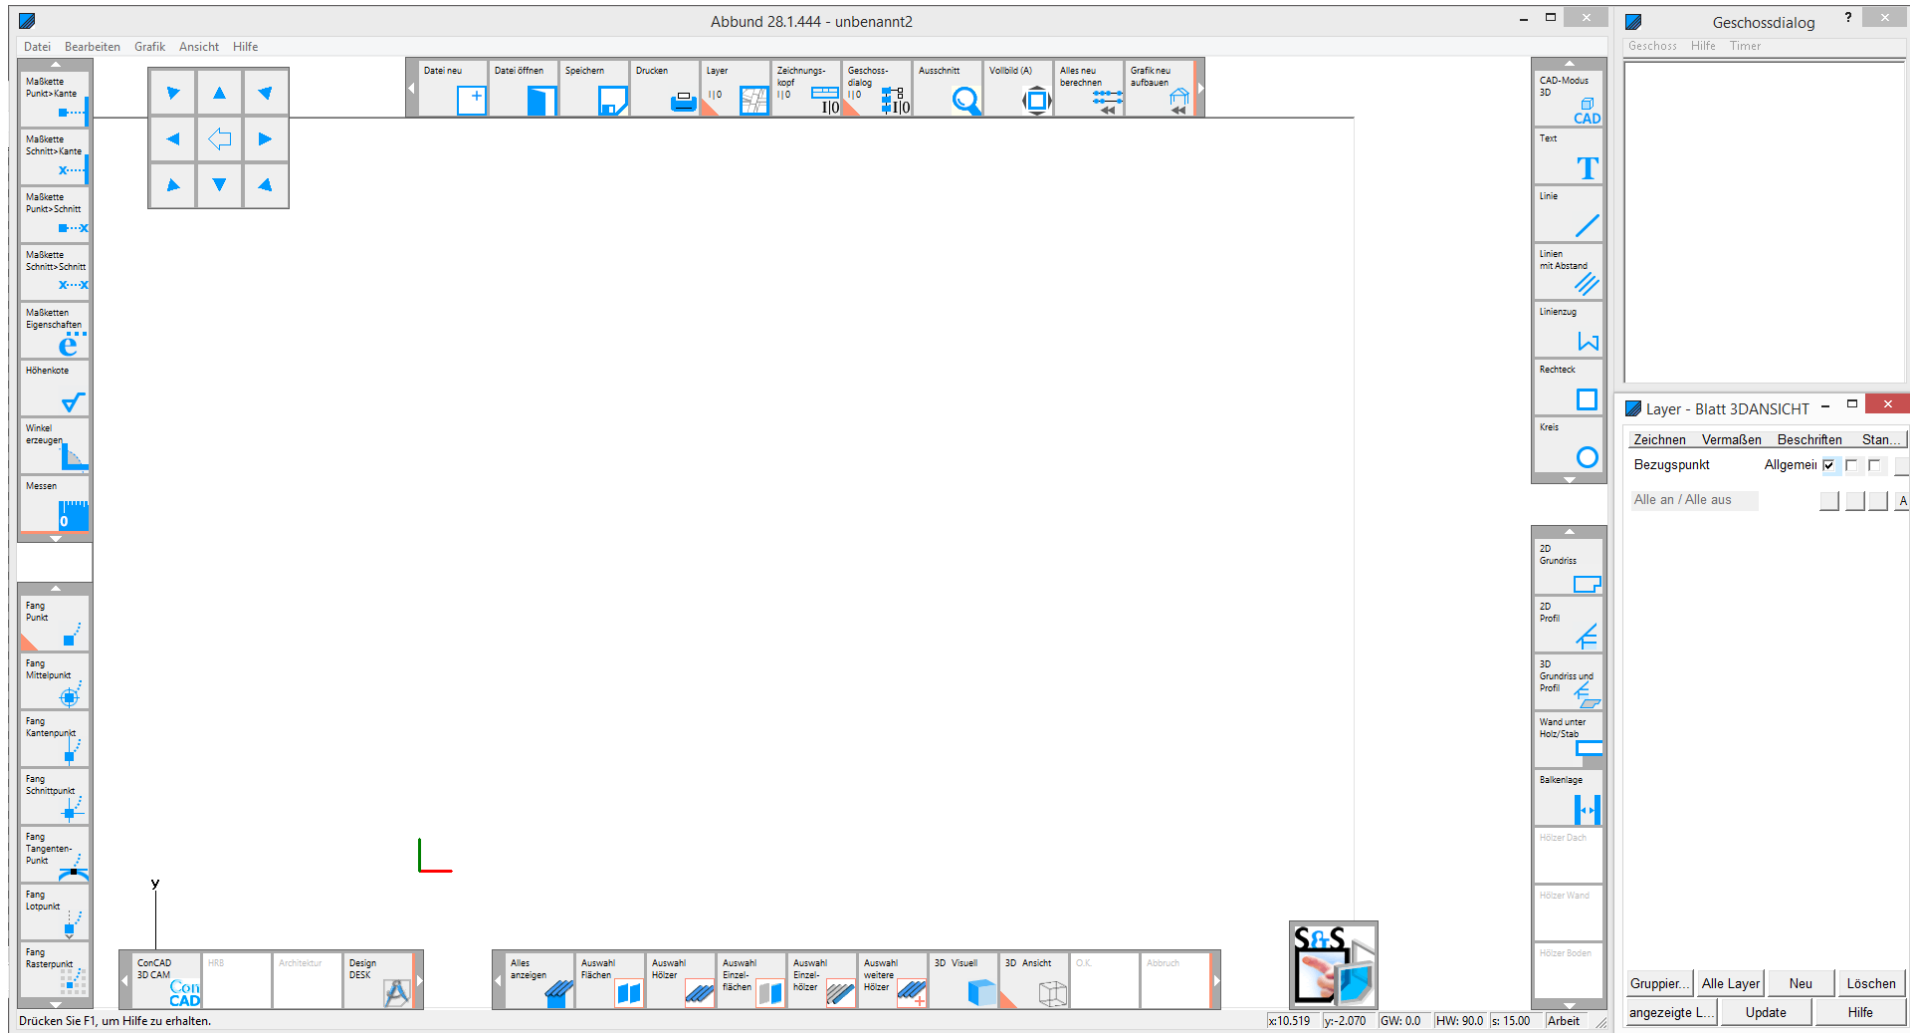 Abbund 28.1.444 - unbenannt2
Datei Bearbeiten Grafik Ansicht Hilfe
Maßkette
Punkt>Kante
Maßkette
Schnitt>Kante
Maßkette
Punkt>Schnitt
Maßkette
Schnitt>Schnitt
Maßketten
Eigenschaften
Höhenkote
Winkel
erzeugen
Messen
0
Fang
Punkt
Fang
Mittelpunkt
Fang
Kantenpunkt
Fang
Schnittpunkt
Fang
Tangenten-
Punkt
Fang
Lotpunkt
Fang
Rasterpunkt
Datei neu
Datei öffnen
Speichern
Drucken
Layer
I|0
Zeichnungs-
kopf
I|0
I|0
Geschoss-
dialog
I|0
I|0
Ausschnitt
Vollbild (A)
Alles neu
berechnen
Grafik neu
aufbauen
y
ConCAD
3D CAM
Con
CAD
HRB
Architektur
Design
DESK
Alles
anzeigen
Auswahl
Flächen
Auswahl
Hölzer
Auswahl
Einzel-
flächen
Auswahl
Einzel-
hölzer
Auswahl
weitere
Hölzer
3D Visuell
3D Ansicht
O.K.
Abbruch
S&S
CAD-Modus
3D
CAD
Text
T
Linie
Linien
mit Abstand
Linienzug
Rechteck
Kreis
2D
Grundriss
2D
Profil
3D
Grundriss und
Profil
Wand unter
Holz/Stab
Balkenlage
Hölzer Dach
Hölzer Wand
Hölzer Boden
Drücken Sie F1, um Hilfe zu erhalten.
x:10.519 y:-2.070 GW: 0.0 HW: 90.0 s: 15.00 Arbeit
Geschossdialog ?
Geschoss Hilfe Timer
Layer - Blatt 3DANSICHT
Zeichnen Vermaßen Beschriften Stan...
Bezugspunkt Allgemein
Alle an / Alle aus A
Gruppier... Alle Layer Neu Löschen
angezeigte L... Update Hilfe